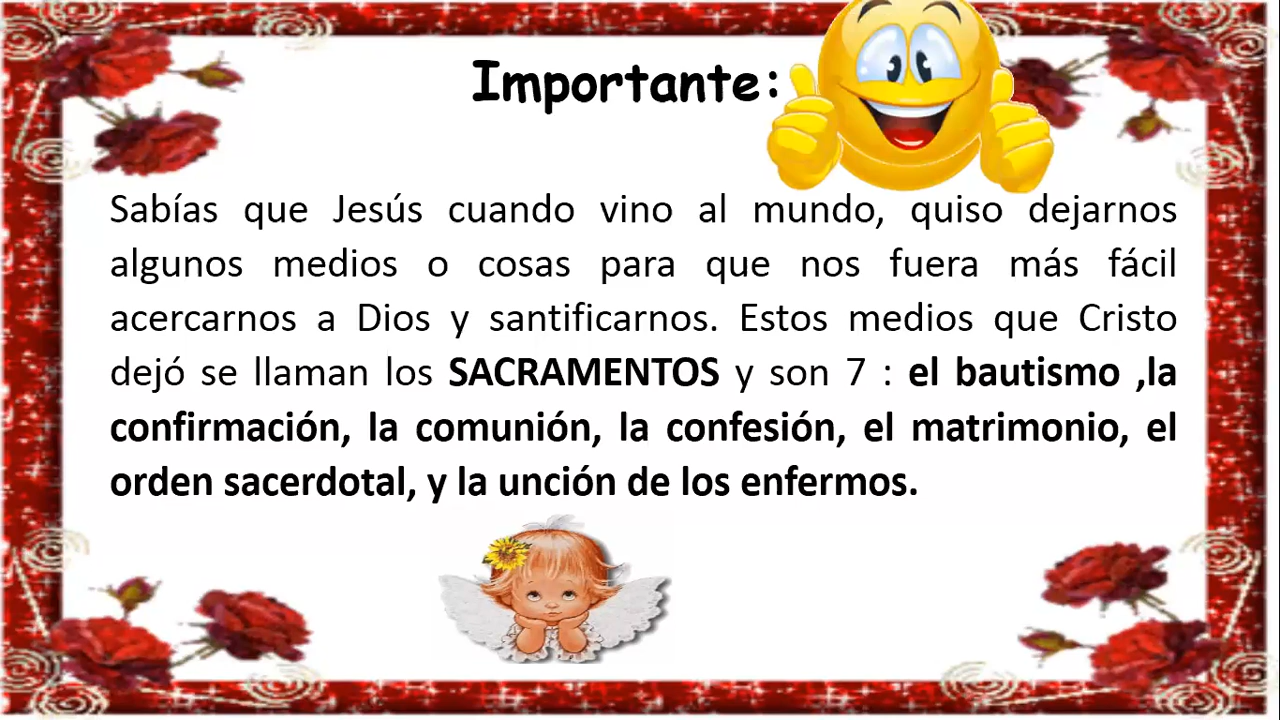 Importante:
Sabías que Jesús cuando vino al mundo, quiso dejarnos
algunos medios o cosas para que nos fuera más fácil
acercarnos a Dios y santificarnos. Estos medios que Cristo
dejó se llaman los SACRAMENTOS y son 7 : el bautismo ,la
confirmación, la comunión, la confesión, el matrimonio, el
orden sacerdotal, y la unción de los enfermos.